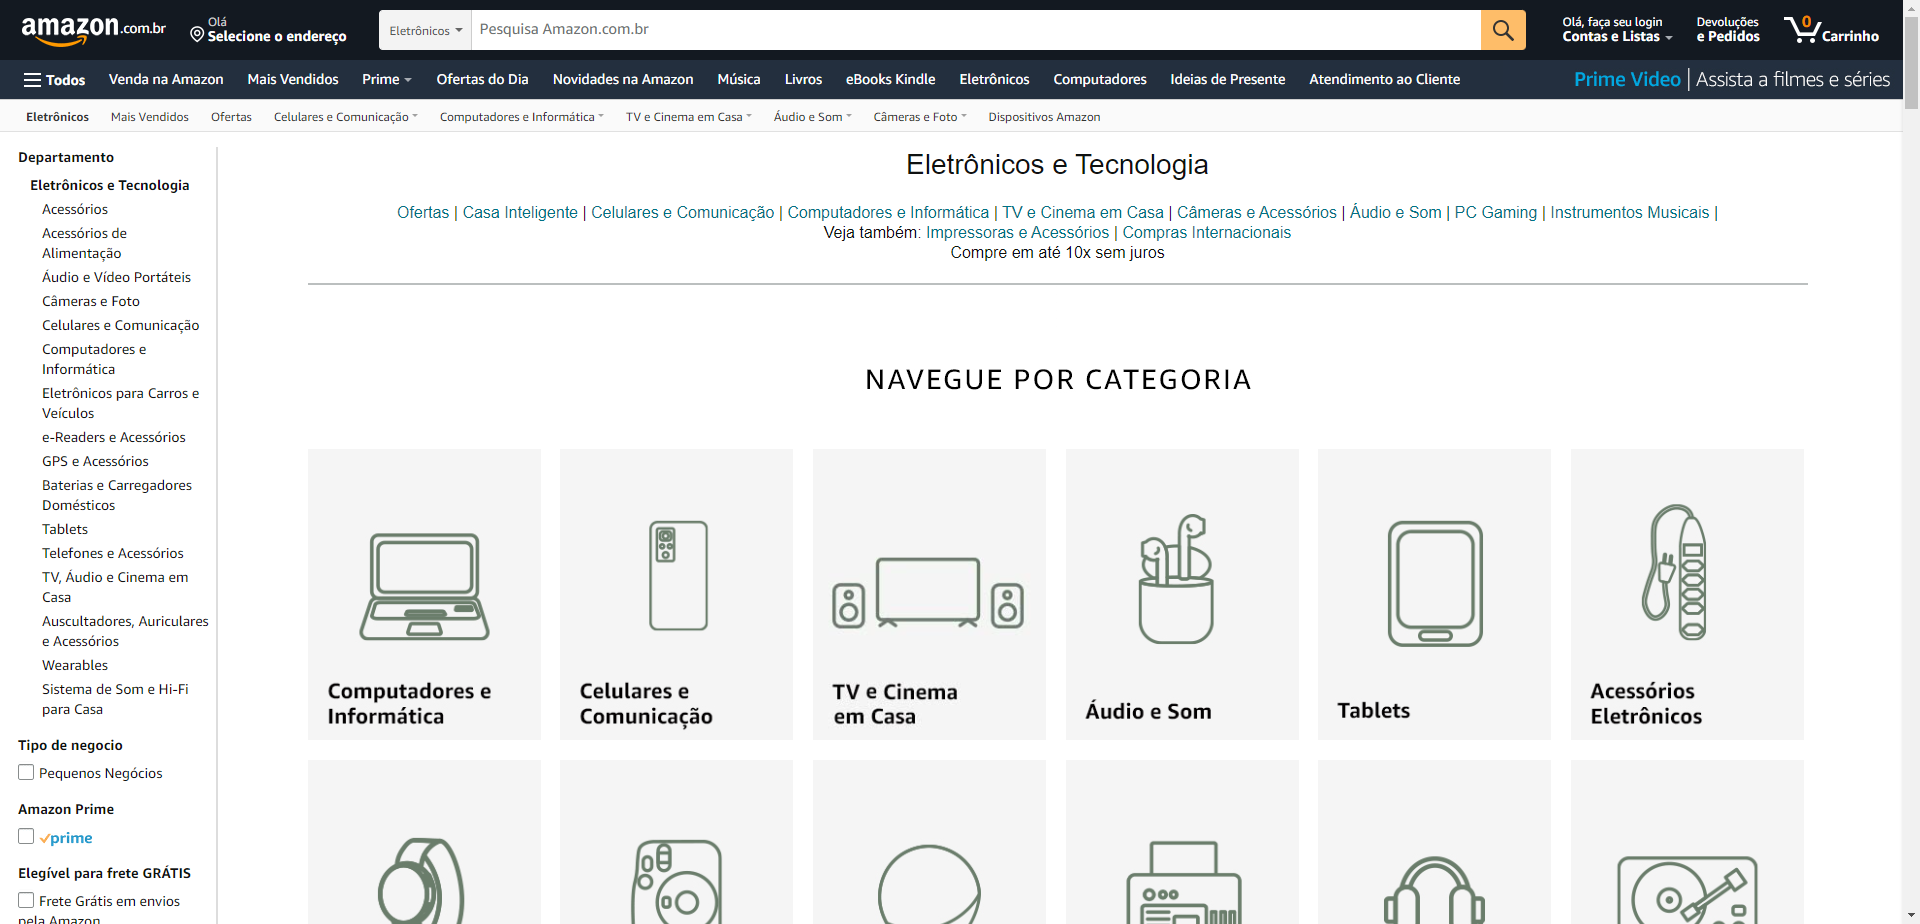 amazon.com.br
Olá
Selecione o endereço
Eletrônicos
Pesquisa Amazon.com.br
Olá, faça seu login
Contas e Listas
Devoluções
e Pedidos
0
Carrinho
Todos
Venda na Amazon
Mais Vendidos
Prime
Ofertas do Dia
Novidades na Amazon
Música
Livros
eBooks Kindle
Eletrônicos
Computadores
Ideias de Presente
Atendimento ao Cliente
Prime Video | Assista a filmes e séries
Eletrônicos
Mais Vendidos
Ofertas
Celulares e Comunicação
Computadores e Informática
TV e Cinema em Casa
Áudio e Som
Câmeras e Foto
Dispositivos Amazon
Departamento
Eletrônicos e Tecnologia
Acessórios
Acessórios de
Alimentação
Áudio e Vídeo Portáteis
Câmeras e Foto
Celulares e Comunicação
Computadores e
Informática
Eletrônicos para Carros e
Veículos
e-Readers e Acessórios
GPS e Acessórios
Baterias e Carregadores
Domésticos
Tablets
Telefones e Acessórios
TV, Áudio e Cinema em
Casa
Auscultadores, Auriculares
e Acessórios
Wearables
Sistema de Som e Hi-Fi
para Casa
Tipo de negocio
Pequenos Negócios
Amazon Prime
prime
Elegível para frete GRÁTIS
Frete Grátis em envios
pela Amazon
Eletrônicos e Tecnologia
Ofertas | Casa Inteligente | Celulares e Comunicação | Computadores e Informática | TV e Cinema em Casa | Câmeras e Acessórios | Áudio e Som | PC Gaming | Instrumentos Musicais |
Veja também: Impressoras e Acessórios | Compras Internacionais
Compre em até 10x sem juros
NAVEGUE POR CATEGORIA
Computadores e
Informática
Celulares e
Comunicação
TV e Cinema
em Casa
Áudio e Som
Tablets
Acessórios
Eletrônicos